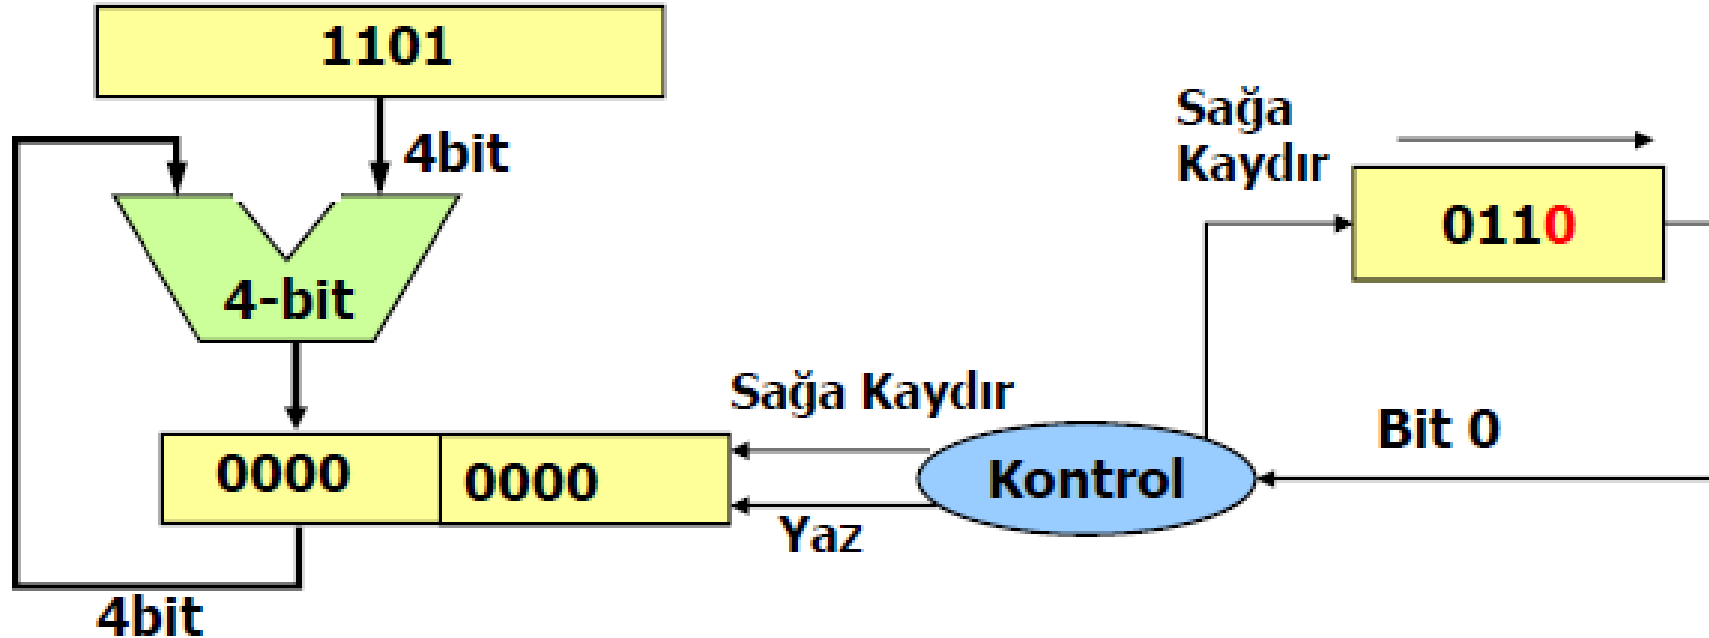 1101
4bit
Sağa
Kaydır
0110
4-bit
Sağa Kaydır
Bit 0
0000
0000
Kontrol
Yaz
4bit